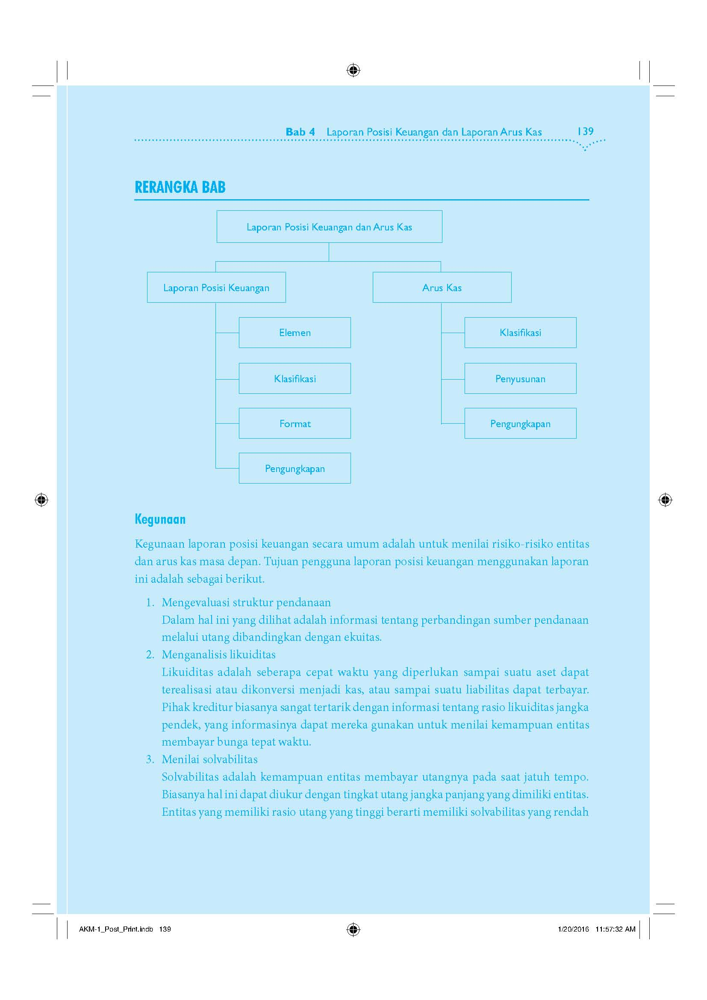 Bab 4 Laporan Posisi Keuangan dan Laporan Arus Kas 139
RERANGKA BAB
Laporan Posisi Keuangan dan Arus Kas
Laporan Posisi Keuangan
Arus Kas
Elemen
Klasifikasi
Klasifikasi
Penyusunan
Format
Pengungkapan
Pengungkapan
Kegunaan
Kegunaan laporan posisi keuangan secara umum adalah untuk menilai risiko-risiko entitas
dan arus kas masa depan. Tujuan pengguna laporan posisi keuangan menggunakan laporan
ini adalah sebagai berikut.
1. Mengevaluasi struktur pendanaan
Dalam hal ini yang dilihat adalah informasi tentang perbandingan sumber pendanaan
melalui utang dibandingkan dengan ekuitas.
2. Menganalisis likuiditas
Likuiditas adalah seberapa cepat waktu yang diperlukan sampai suatu aset dapat
terealisasi atau dikonversi menjadi kas, atau sampai suatu liabilitas dapat terbayar.
Pihak kreditur biasanya sangat tertarik dengan informasi tentang rasio likuiditas jangka
pendek, yang informasinya dapat mereka gunakan untuk menilai kemampuan entitas
membayar bunga tepat waktu.
3. Menilai solvabilitas
Solvabilitas adalah kemampuan entitas membayar utangnya pada saat jatuh tempo.
Biasanya hal ini dapat diukur dengan tingkat utang jangka panjang yang dimiliki entitas.
Entitas yang memiliki rasio utang yang tinggi berarti memiliki solvabilitas yang rendah
AKM-1_Post_Print.indb 139
1/20/2016 11:57:32 AM